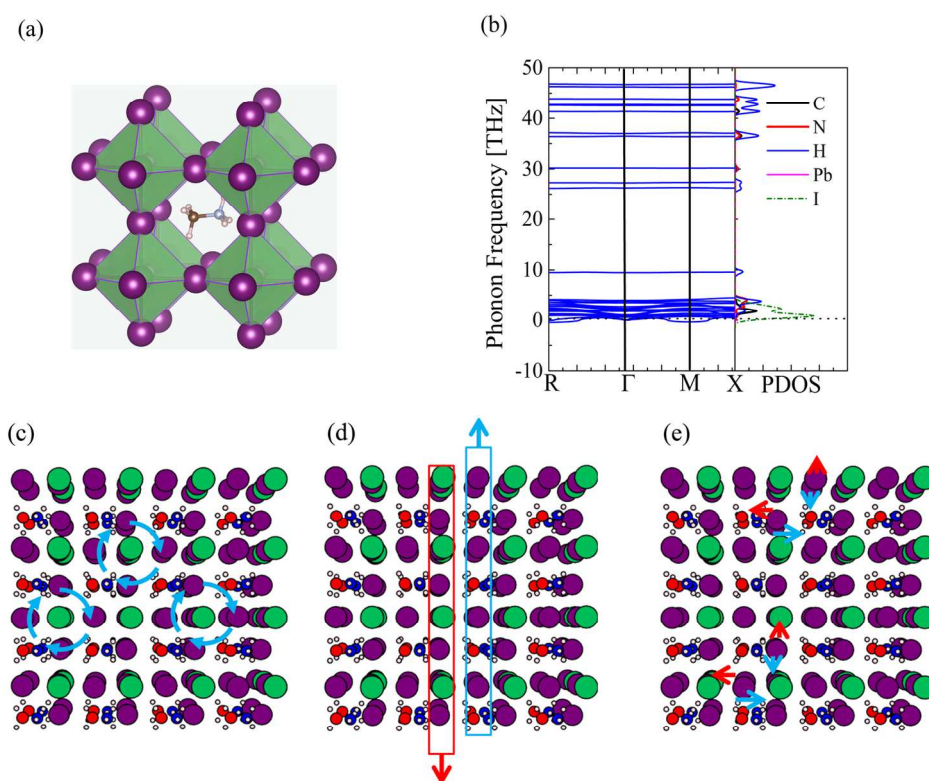 (a)
(b)
Phonon Frequency [THz]
50
40
30
20
10
0
-10
R Γ M X PDOS
C
N
H
Pb
I
(c) (d) (e)